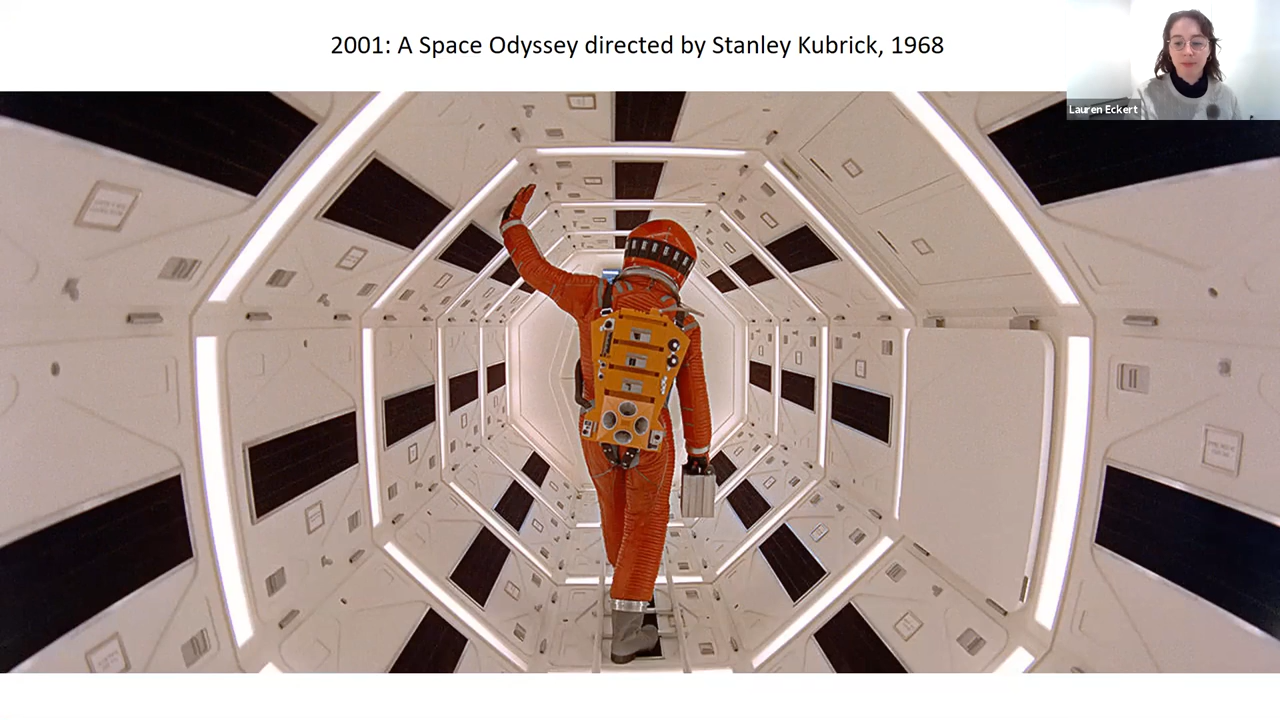 2001: A Space Odyssey directed by Stanley Kubrick, 1968
Lauren Eckert